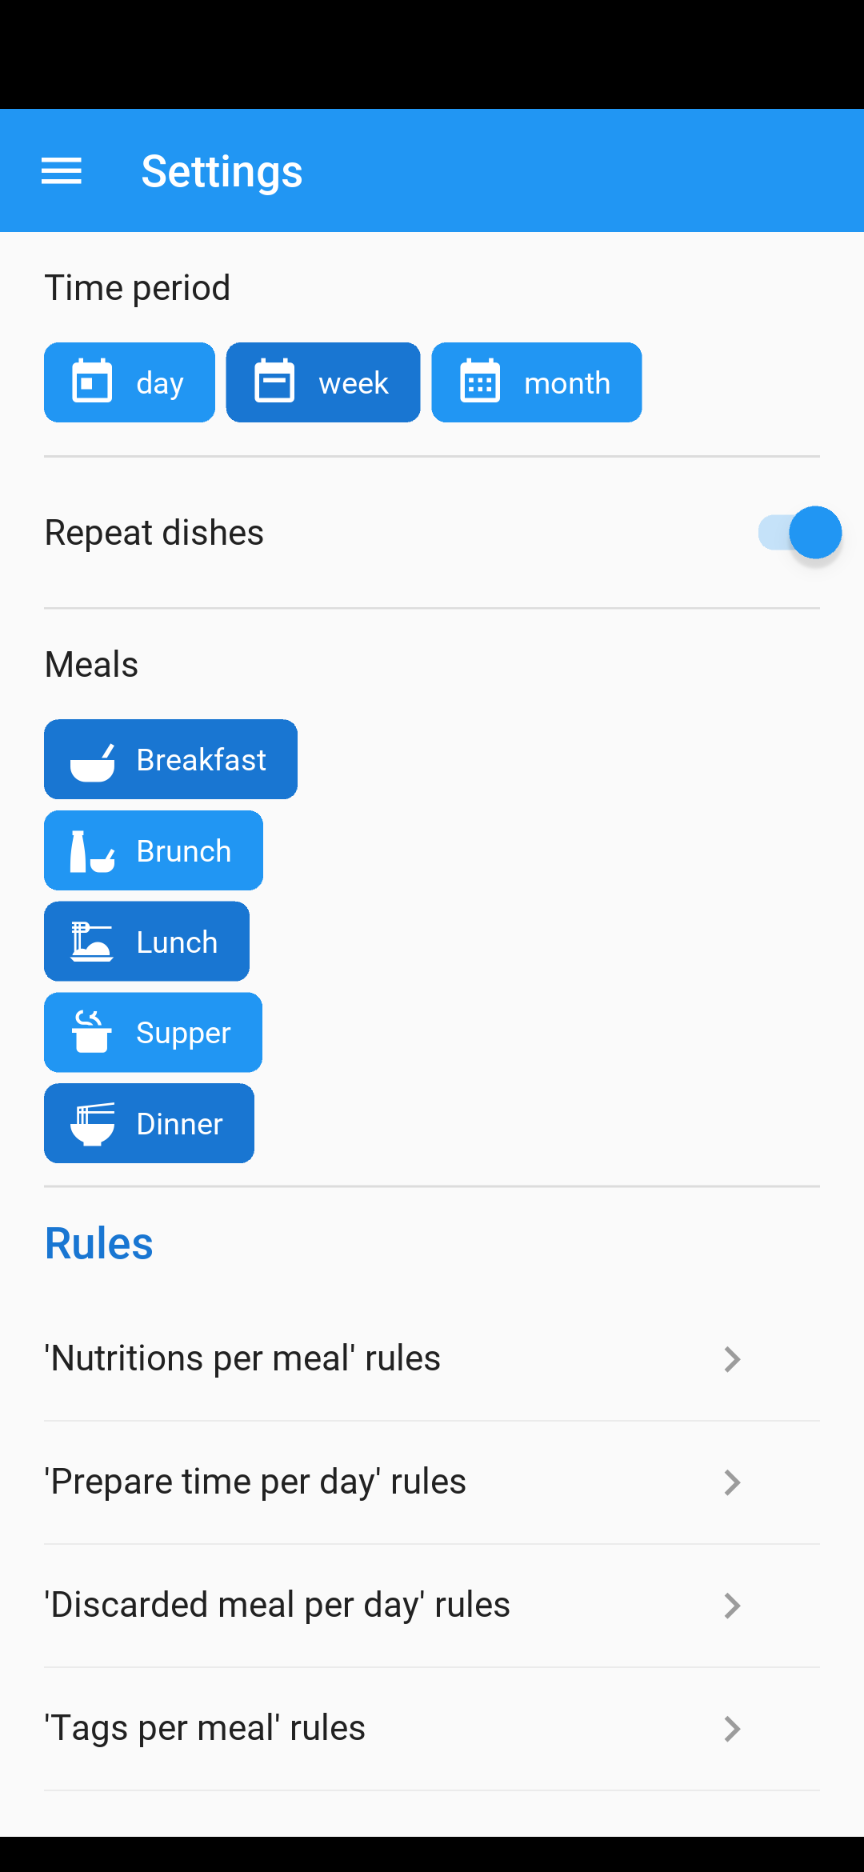 Settings
Time period
day week month
Repeat dishes
Meals
Breakfast
Brunch
Lunch
Supper
Dinner
Rules
'Nutritions per meal' rules
'Prepare time per day' rules
'Discarded meal per day' rules
'Tags per meal' rules